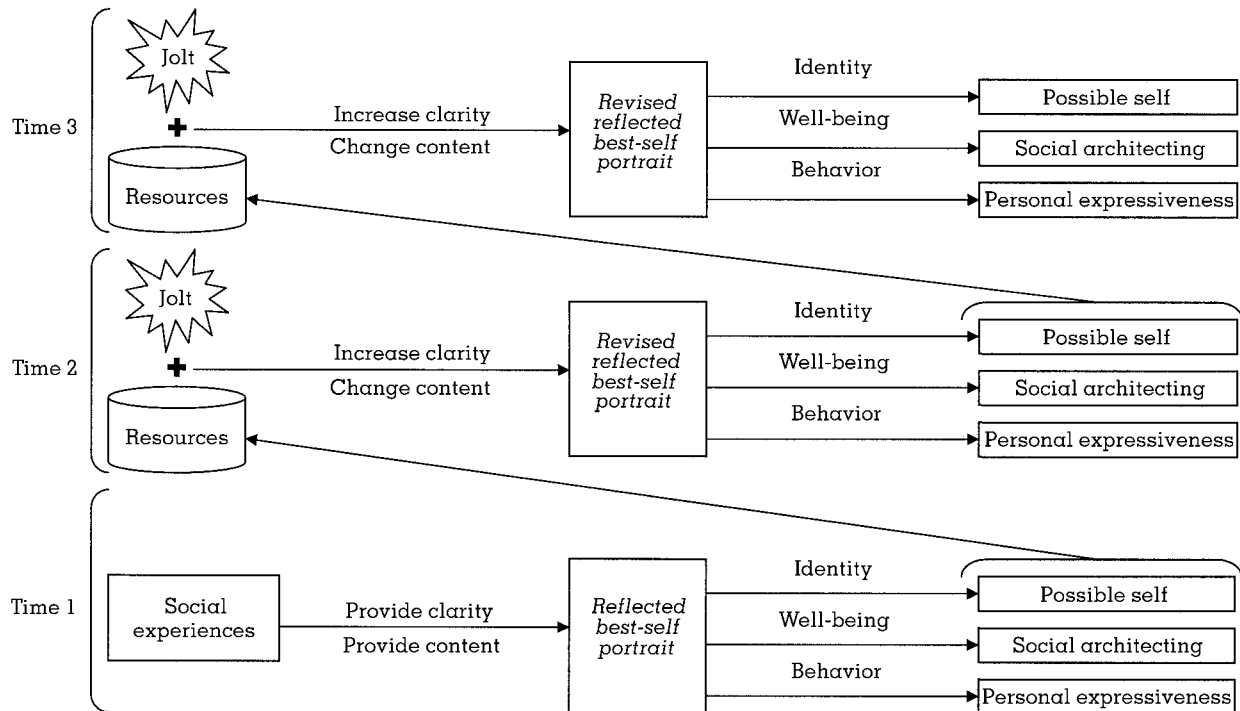 Time 3
Jolt
Resources
Increase clarity
Change content
Revised
reflected
best-self
portrait
Identity
Well-being
Behavior
Possible self
Social architecting
Personal expressiveness
Time 2
Jolt
Resources
Increase clarity
Change content
Revised
reflected
best-self
portrait
Identity
Well-being
Behavior
Possible self
Social architecting
Personal expressiveness
Time 1
Social
experiences
Provide clarity
Provide content
Reflected
best-self
portrait
Identity
Well-being
Behavior
Possible self
Social architecting
Personal expressiveness